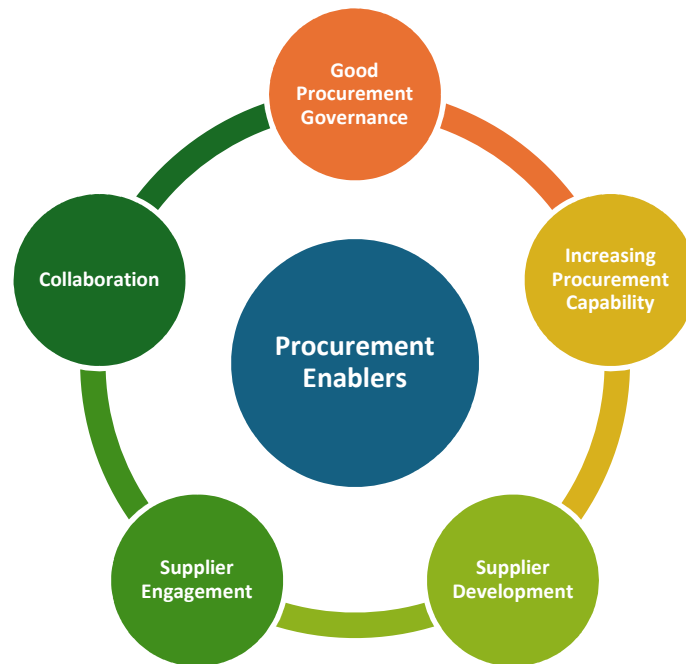 Good
Procurement
Governance
Increasing
Procurement
Capability
Supplier
Development
Supplier
Engagement
Collaboration
Procurement
Enablers